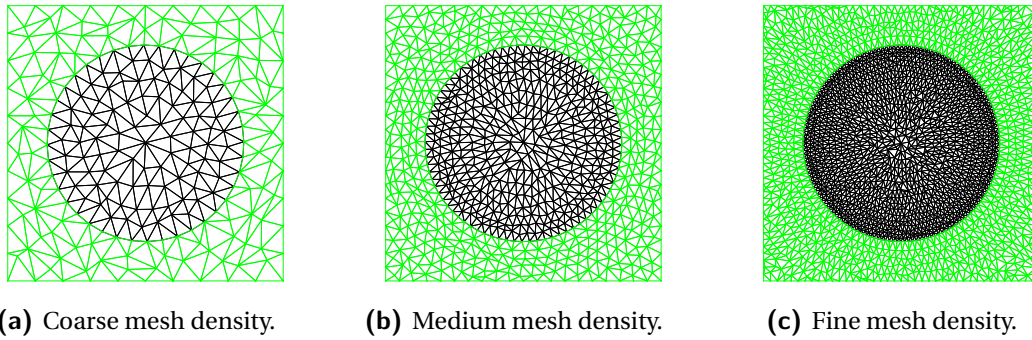 (a) Coarse mesh density.
(b) Medium mesh density.
(c) Fine mesh density.